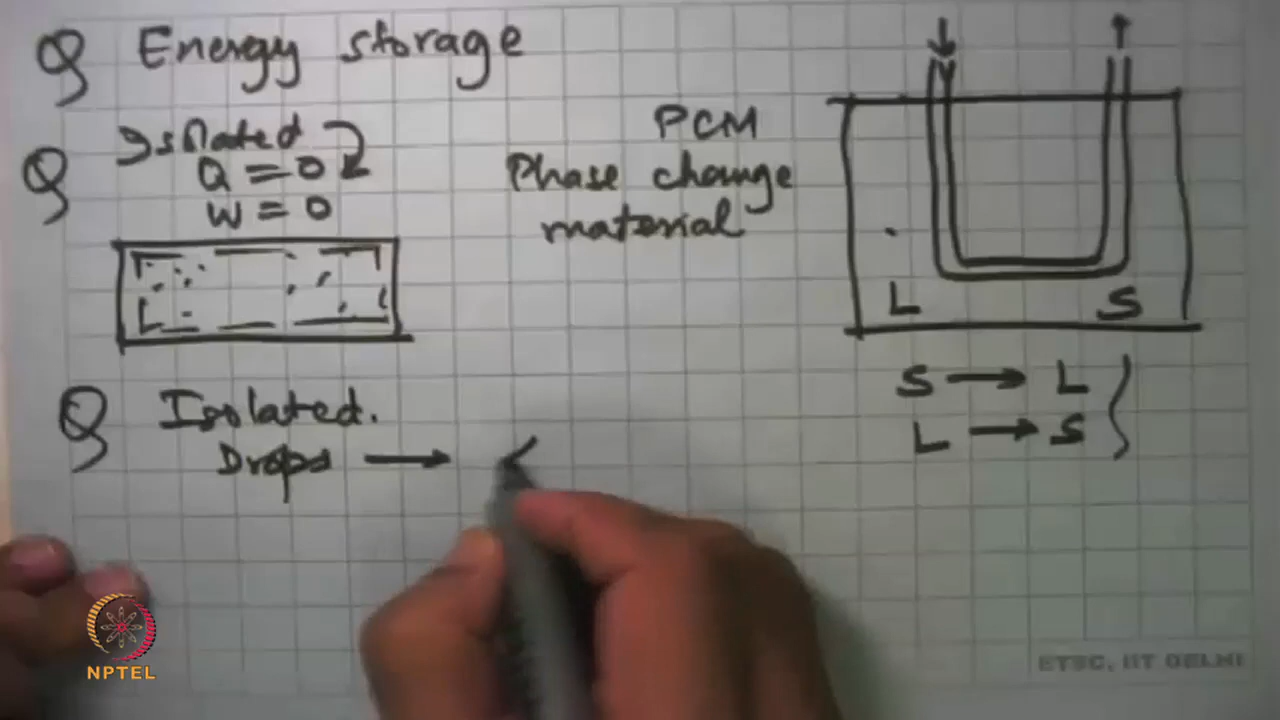 Q Energy storage
Q Isolated
Q = 0
W = 0
PCM
Phase change
material
L S
S → L
L → S
Q Isolated.
Drops →
NPTEL
ETSC, IIT DELHI